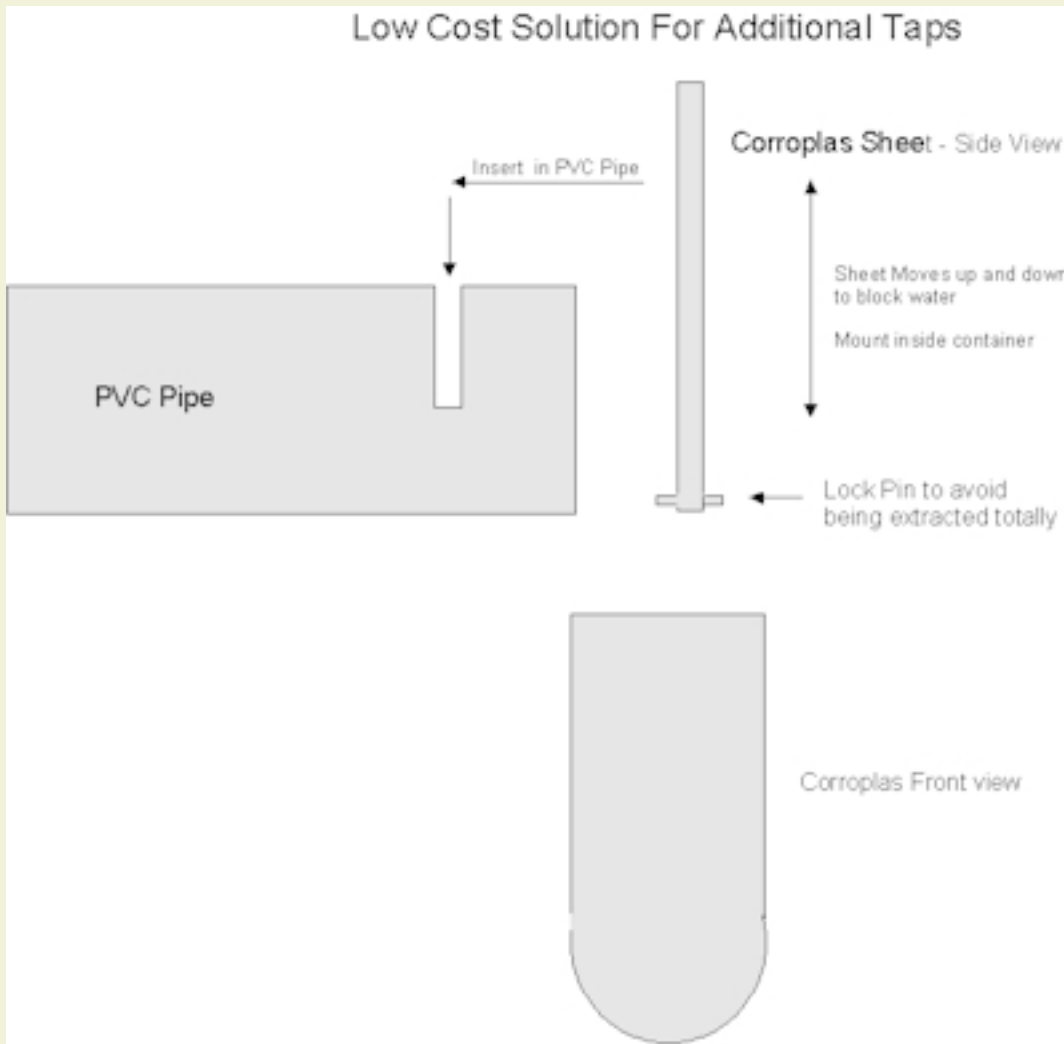 Low Cost Solution For Additional Taps
Corroplas Sheet - Side View
Insert in PVC Pipe
Sheet Moves up and down
to block water
Mount inside container
PVC Pipe
Lock Pin to avoid
being extracted totally
Corroplas Front view